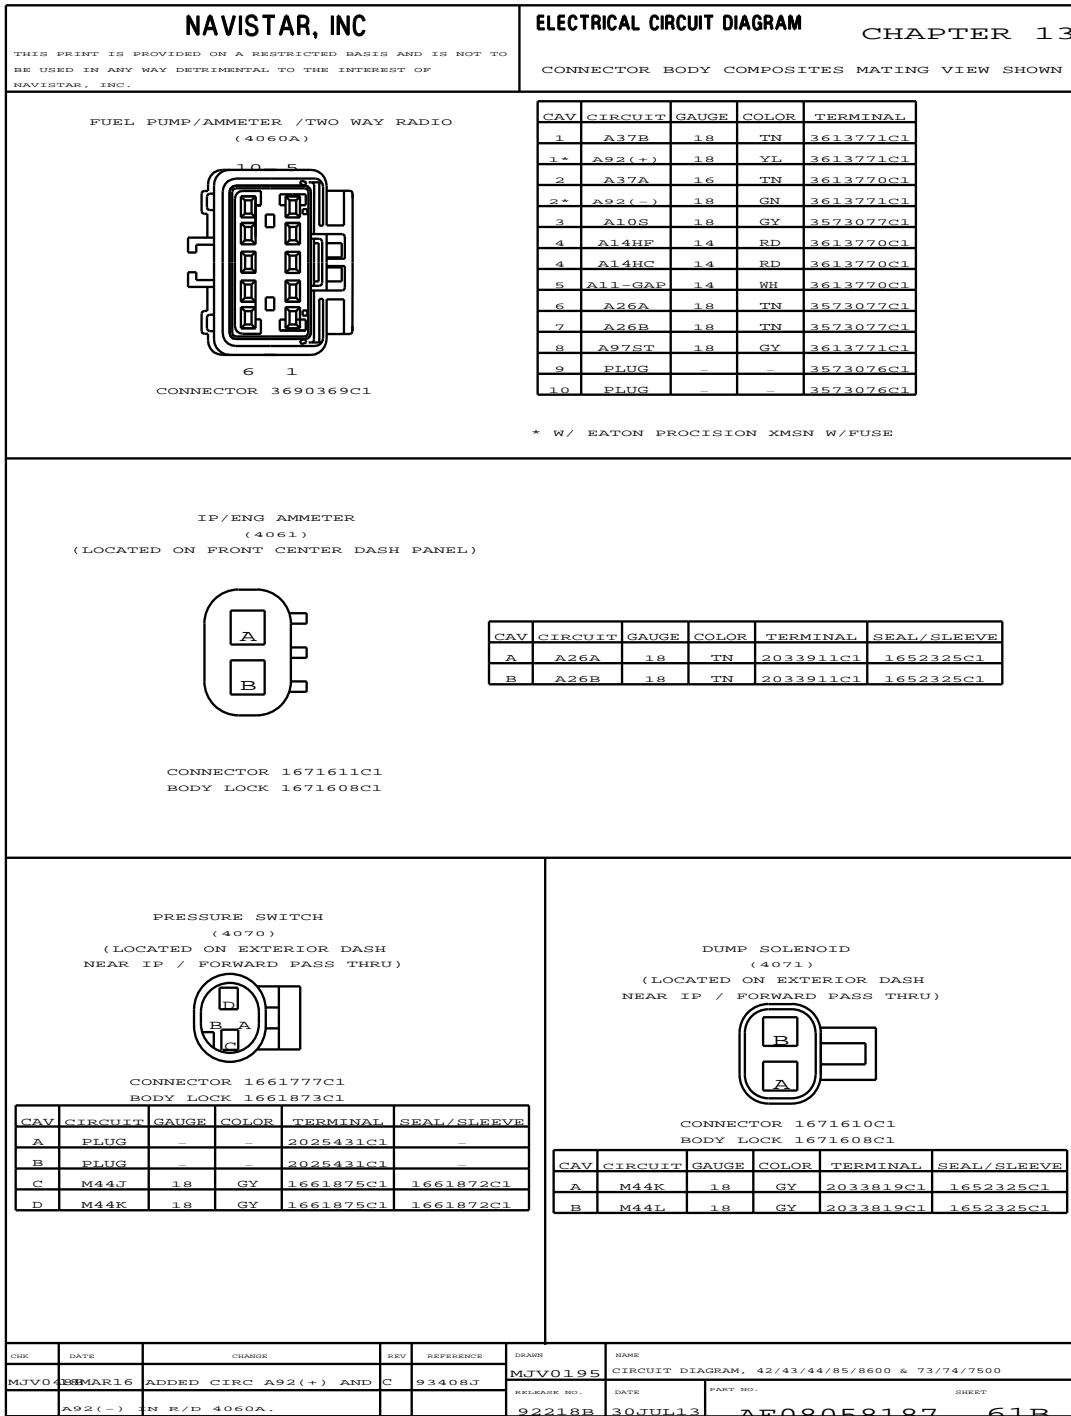 NAVISTAR, INC
THIS PRINT IS PROVIDED ON A RESTRICTED BASIS AND IS NOT TO
BE USED IN ANY WAY DETRIMENTAL TO THE INTEREST OF
NAVISTAR, INC.
ELECTRICAL CIRCUIT DIAGRAM
CHAPTER 13
CONNECTOR BODY COMPOSITES MATING VIEW SHOWN
FUEL PUMP/AMMETER /TWO WAY RADIO
(4060A)
10 5
6 1
CONNECTOR 3690369C1
CAV CIRCUIT GAUGE COLOR TERMINAL
1 A37B 18 TN 3613771C1
1* A92(+) 18 YL 3613771C1
2 A37A 16 TN 3613770C1
2* A92(-) 18 GN 3613771C1
3 A10S 18 GY 3573077C1
4 A14HF 14 RD 3613770C1
4 A14HC 14 RD 3613770C1
5 A11-GAP 14 WH 3613770C1
6 A26A 18 TN 3573077C1
7 A26B 18 TN 3573077C1
8 A97ST 18 GY 3613771C1
9 PLUG - - 3573076C1
10 PLUG - - 3573076C1
* W/ EATON PROCISION XMSN W/FUSE
IP/ENG AMMETER
(4061)
(LOCATED ON FRONT CENTER DASH PANEL)
A
B
CONNECTOR 1671611C1
BODY LOCK 1671608C1
CAV CIRCUIT GAUGE COLOR TERMINAL SEAL/SLEEVE
A A26A 18 TN 2033911C1 1652325C1
B A26B 18 TN 2033911C1 1652325C1
PRESSURE SWITCH
(4070)
(LOCATED ON EXTERIOR DASH
NEAR IP / FORWARD PASS THRU)
D
B A
C
CONNECTOR 1661777C1
BODY LOCK 1661873C1
CAV CIRCUIT GAUGE COLOR TERMINAL SEAL/SLEEVE
A PLUG - - 2025431C1 -
B PLUG - - 2025431C1 -
C M44J 18 GY 1661875C1 1661872C1
D M44K 18 GY 1661875C1 1661872C1
DUMP SOLENOID
(4071)
(LOCATED ON EXTERIOR DASH
NEAR IP / FORWARD PASS THRU)
B
A
CONNECTOR 1671610C1
BODY LOCK 1671608C1
CAV CIRCUIT GAUGE COLOR TERMINAL SEAL/SLEEVE
A M44K 18 GY 2033819C1 1652325C1
B M44L 18 GY 2033819C1 1652325C1
CHK DATE CHANGE REV REFERENCE
ADDED CIRC A92(+) AND C 93408J
A92(-) IN R/D 4060A.
DRAWN NAME
MJV0195 CIRCUIT DIAGRAM, 42/43/44/85/8600 & 73/74/7500
RELEASE NO. DATE PART NO. SHEET
92218B 30JUL13 AE08058187 61B